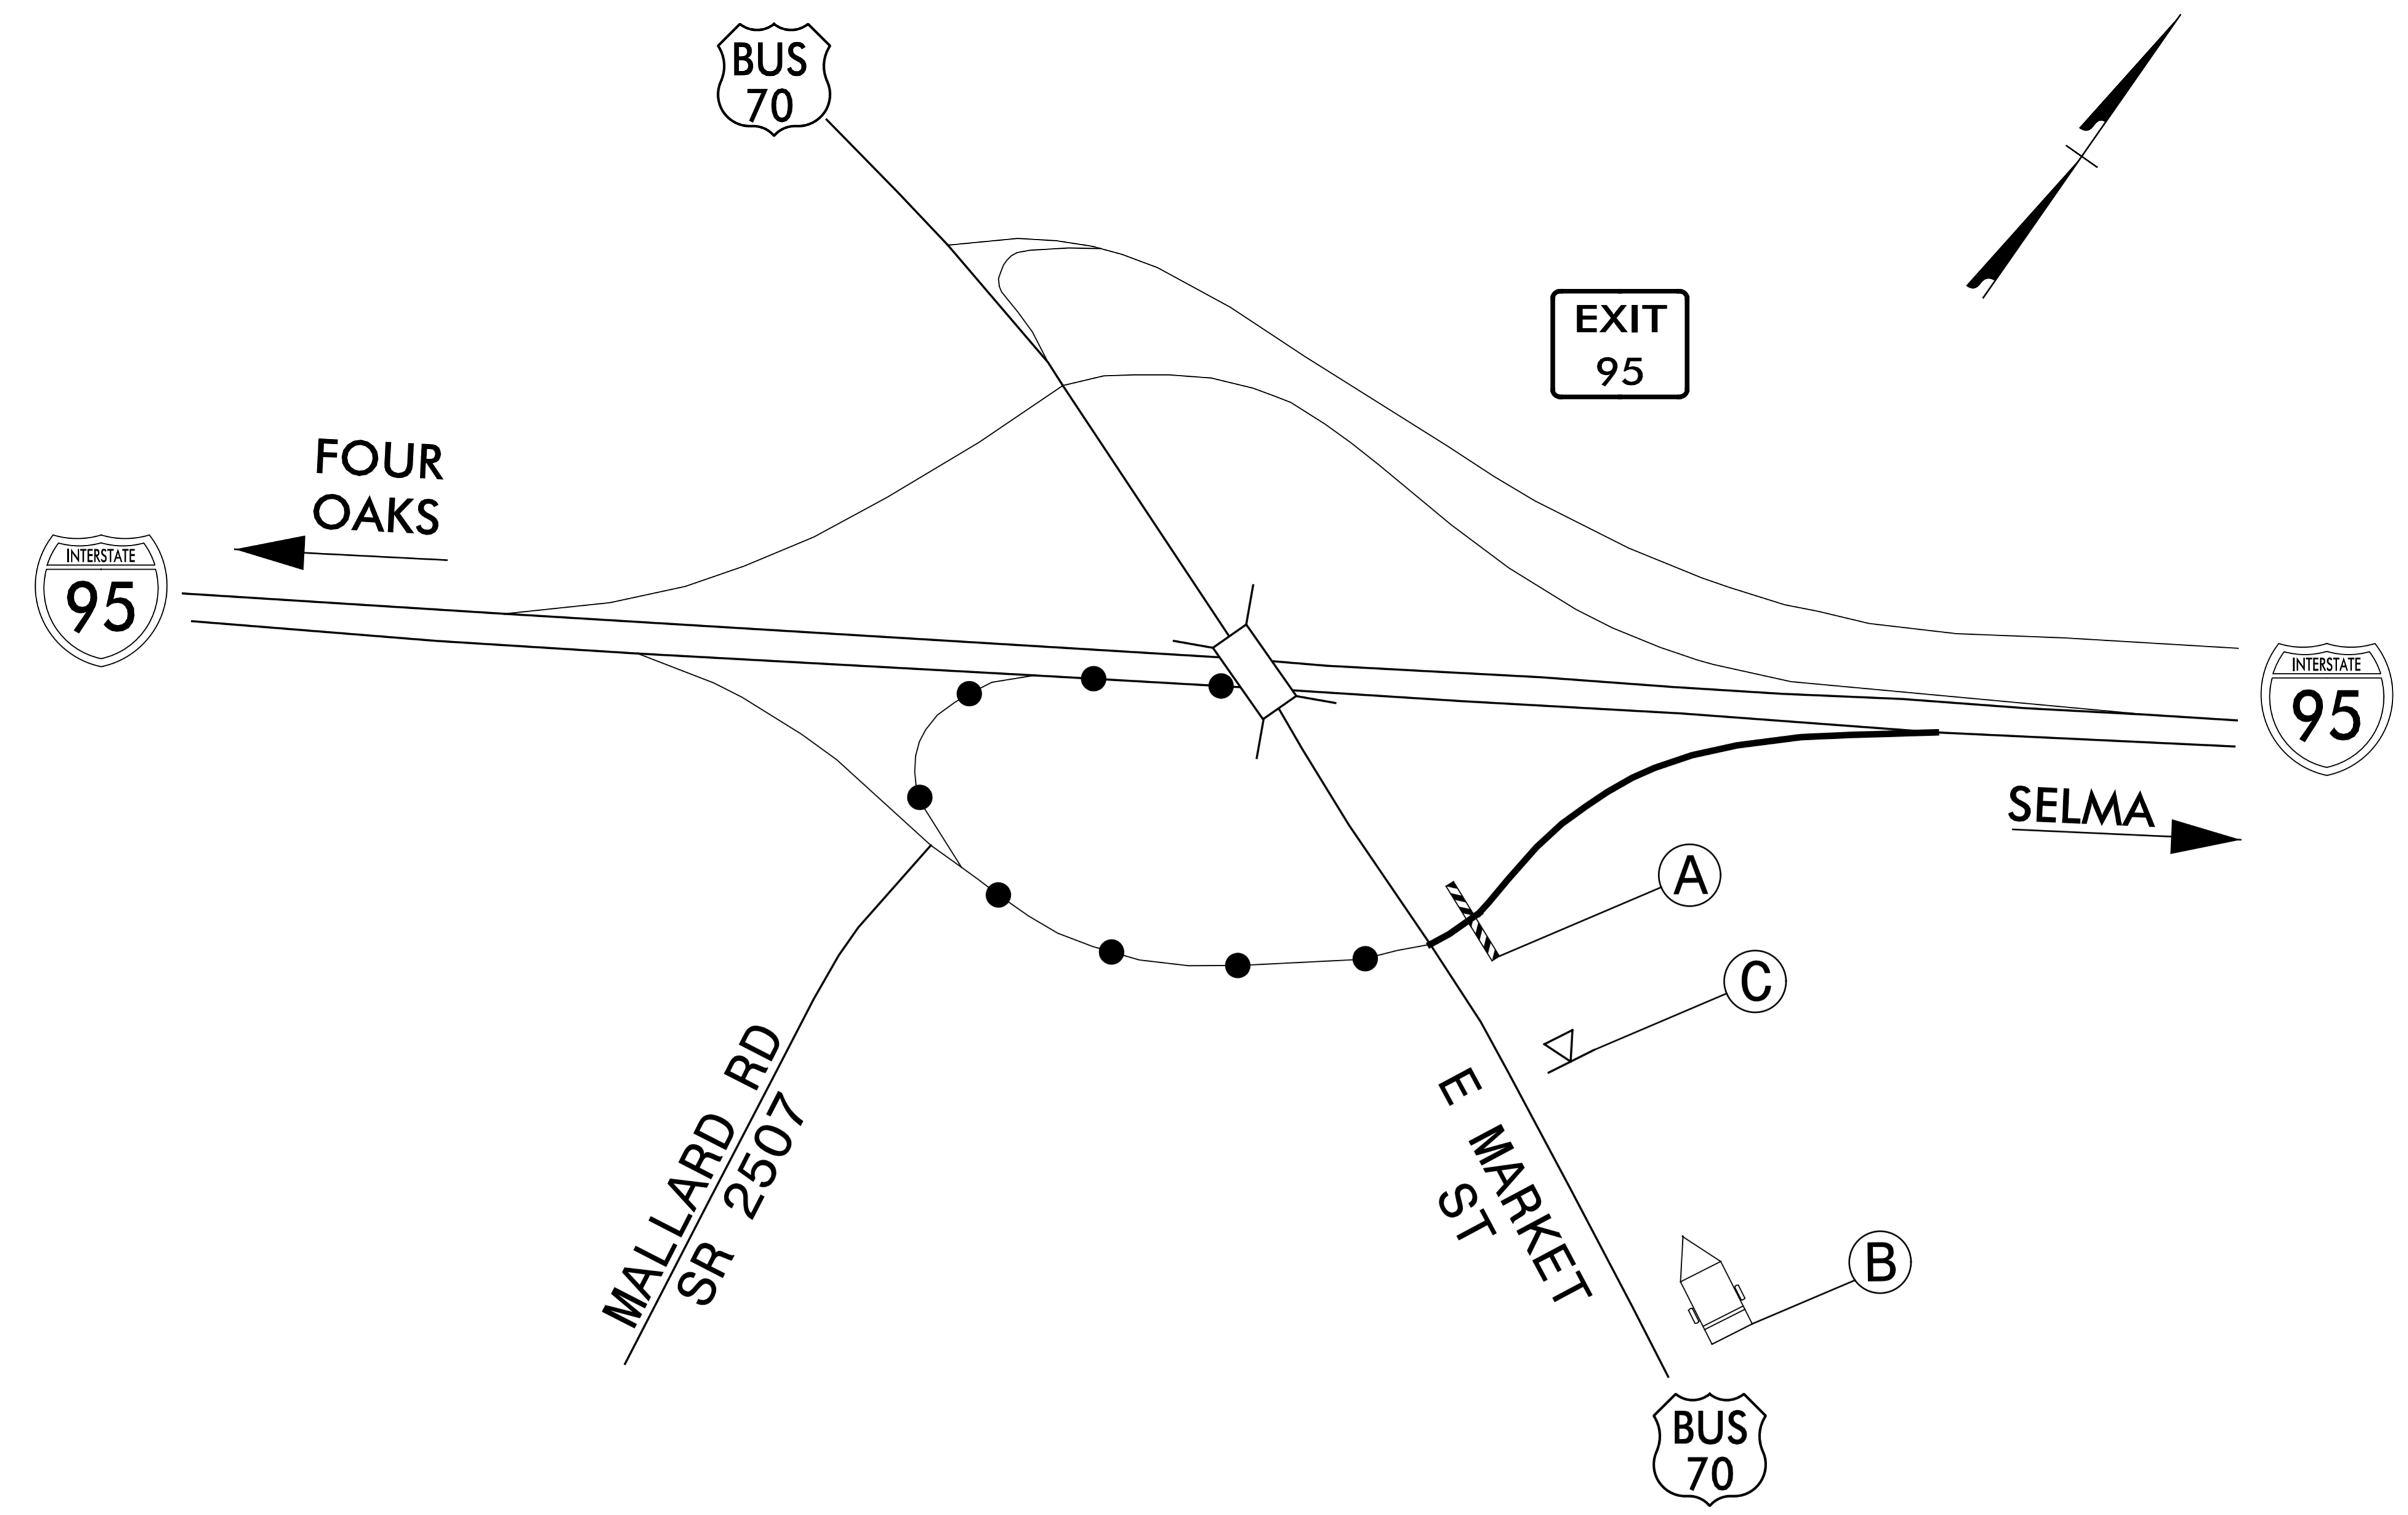 BUS
70
EXIT
95
FOUR
OAKS
INTERSTATE
95
INTERSTATE
95
SELMA
A
C
B
MALLARD RD
SR 2507
E MARKET
ST
BUS
70